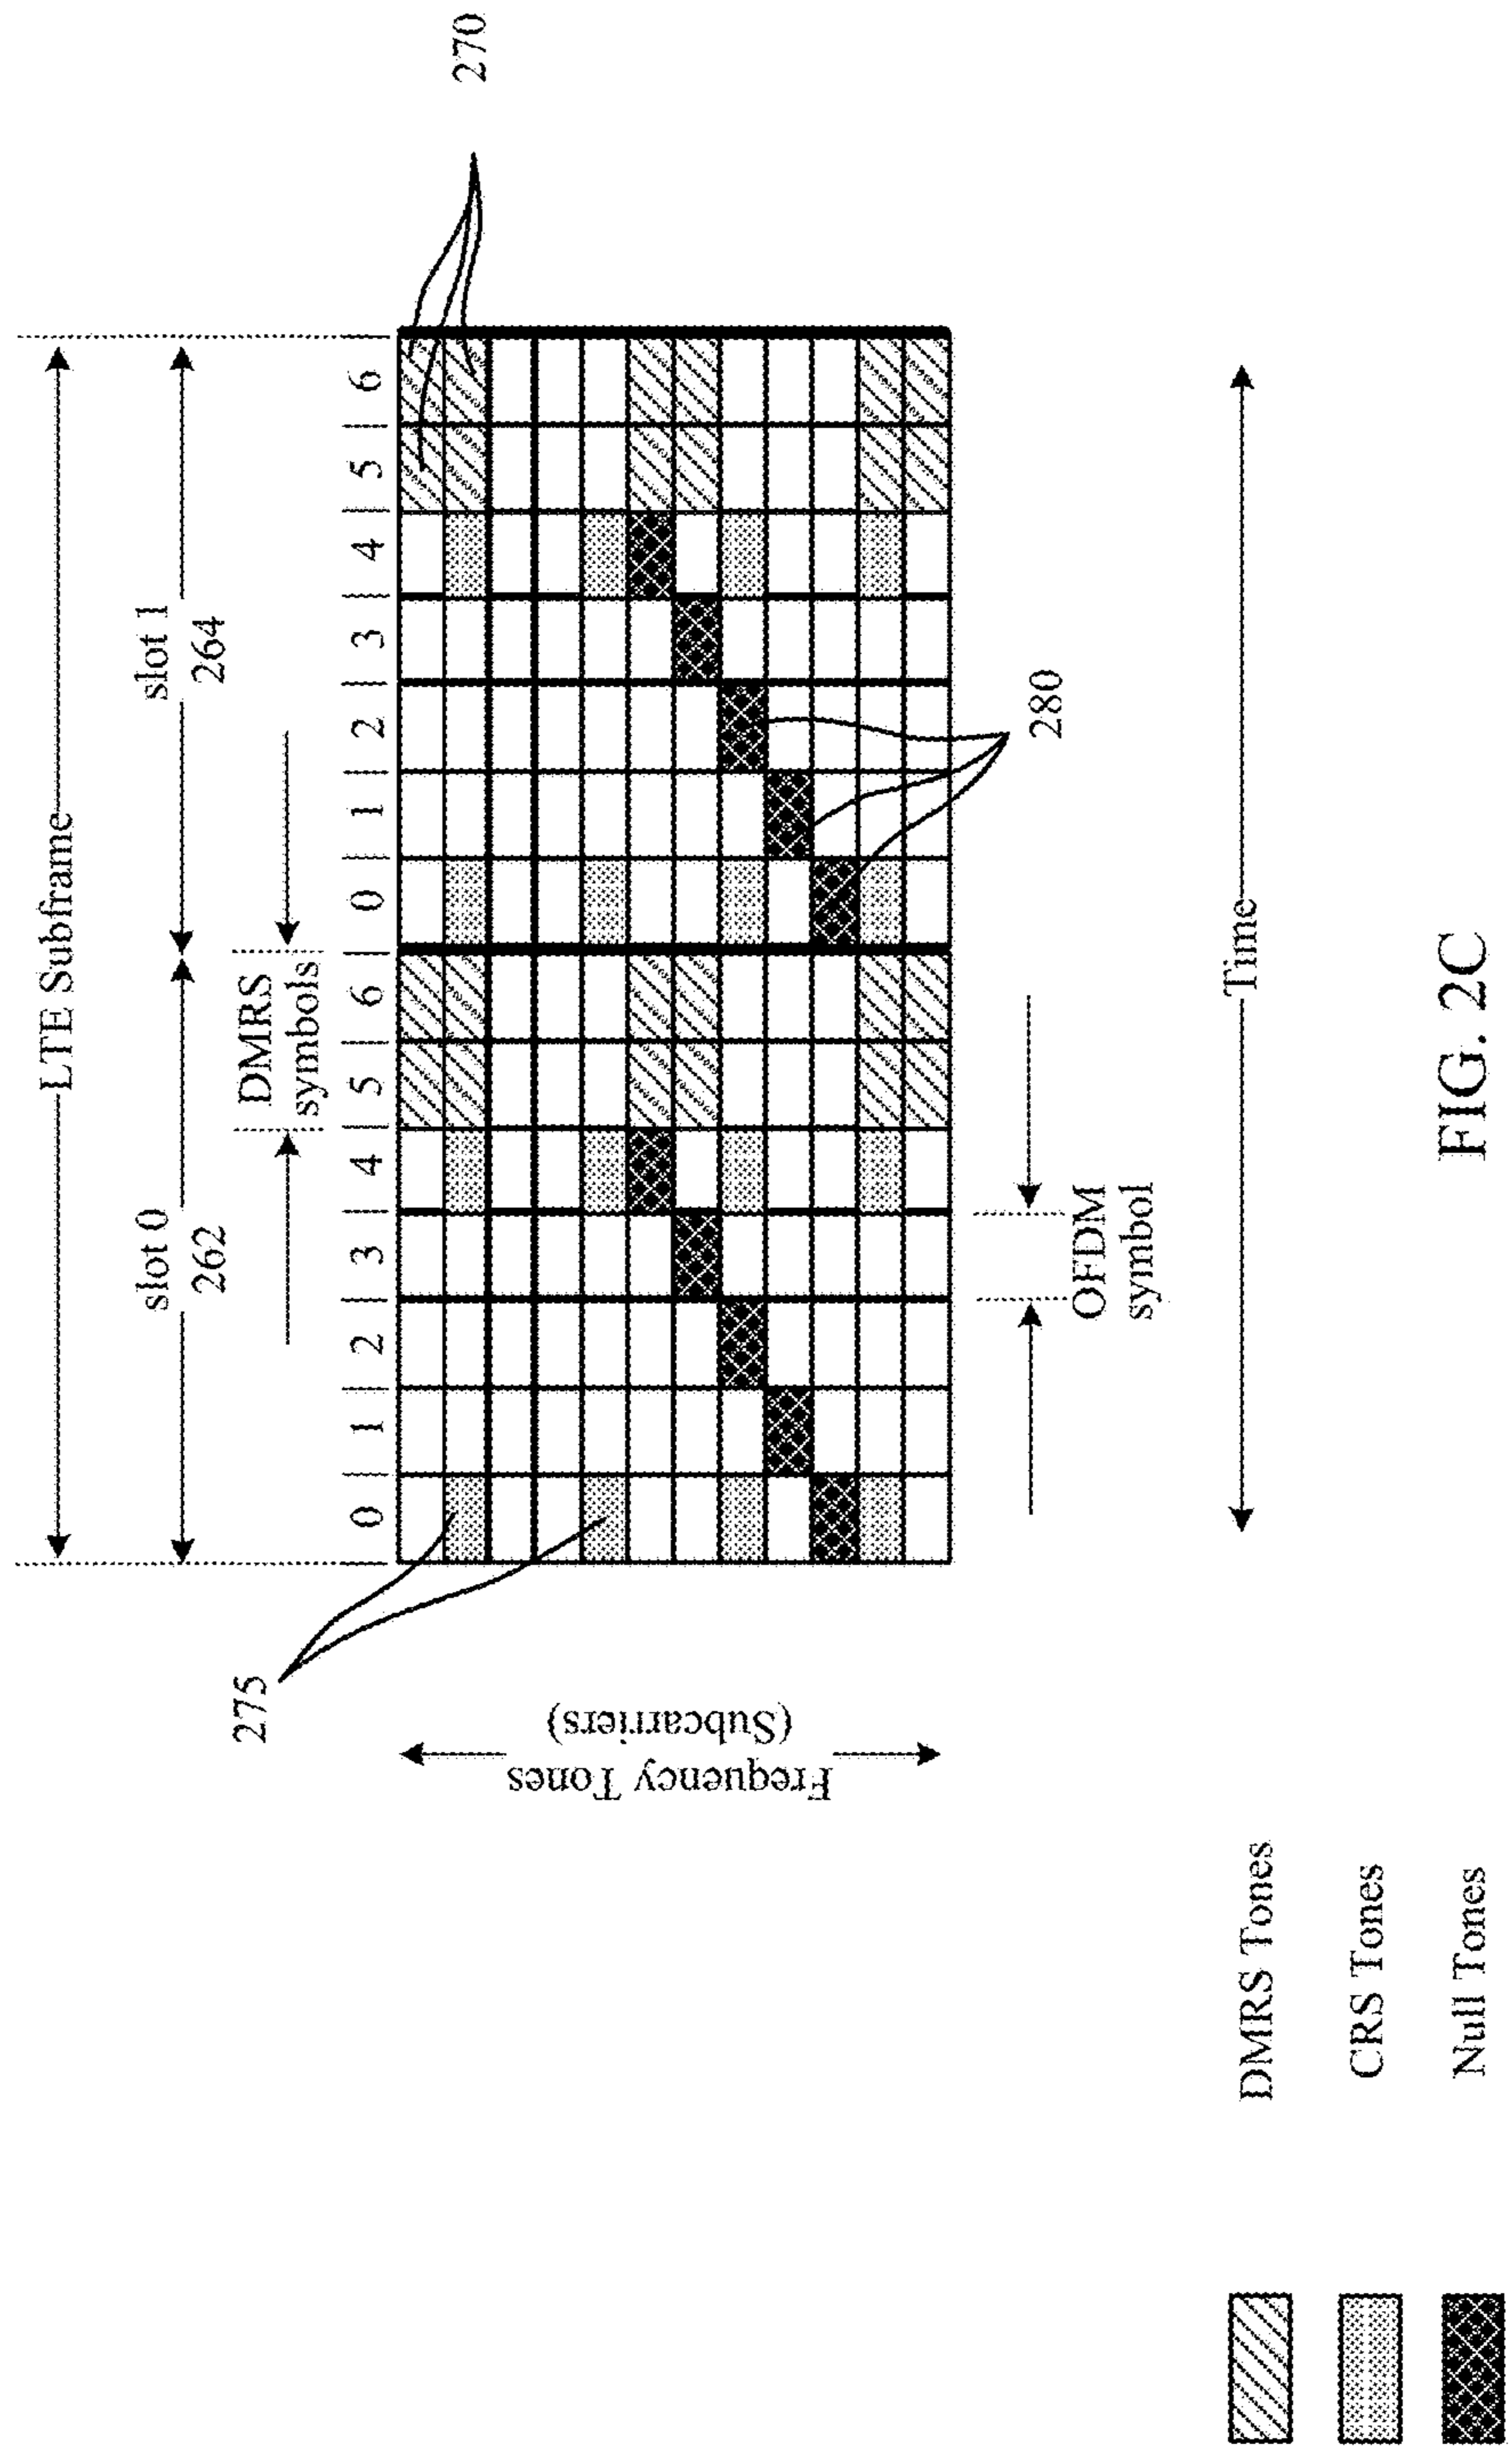 LTE Subframe
slot 0
262
slot 1
264
DMRS
symbols
0 1 2 3 4 5 6 0 1 2 3 4 5 6
270
275
280
Frequency Tones
(Subcarriers)
OFDM
symbol
Time
DMRS Tones
CRS Tones
Null Tones
FIG. 2C